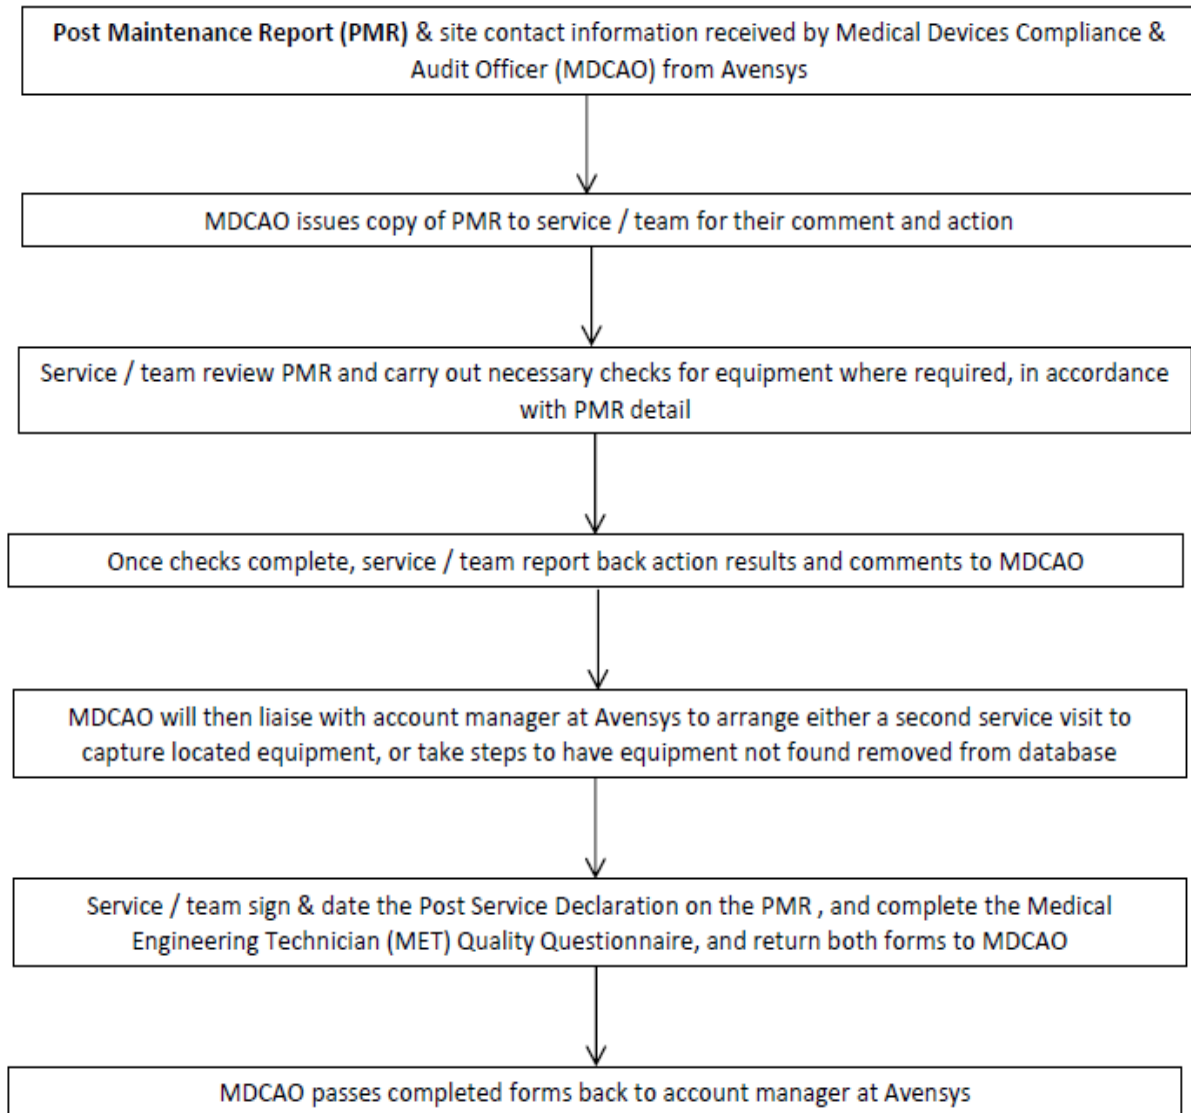 Post Maintenance Report (PMR) & site contact information received by Medical Devices Compliance &
Audit Officer (MDCAO) from Avensys
MDCAO issues copy of PMR to service / team for their comment and action
Service / team review PMR and carry out necessary checks for equipment where required, in accordance
with PMR detail
Once checks complete, service / team report back action results and comments to MDCAO
MDCAO will then liaise with account manager at Avensys to arrange either a second service visit to
capture located equipment, or take steps to have equipment not found removed from database
Service / team sign & date the Post Service Declaration on the PMR , and complete the Medical
Engineering Technician (MET) Quality Questionnaire, and return both forms to MDCAO
MDCAO passes completed forms back to account manager at Avensys